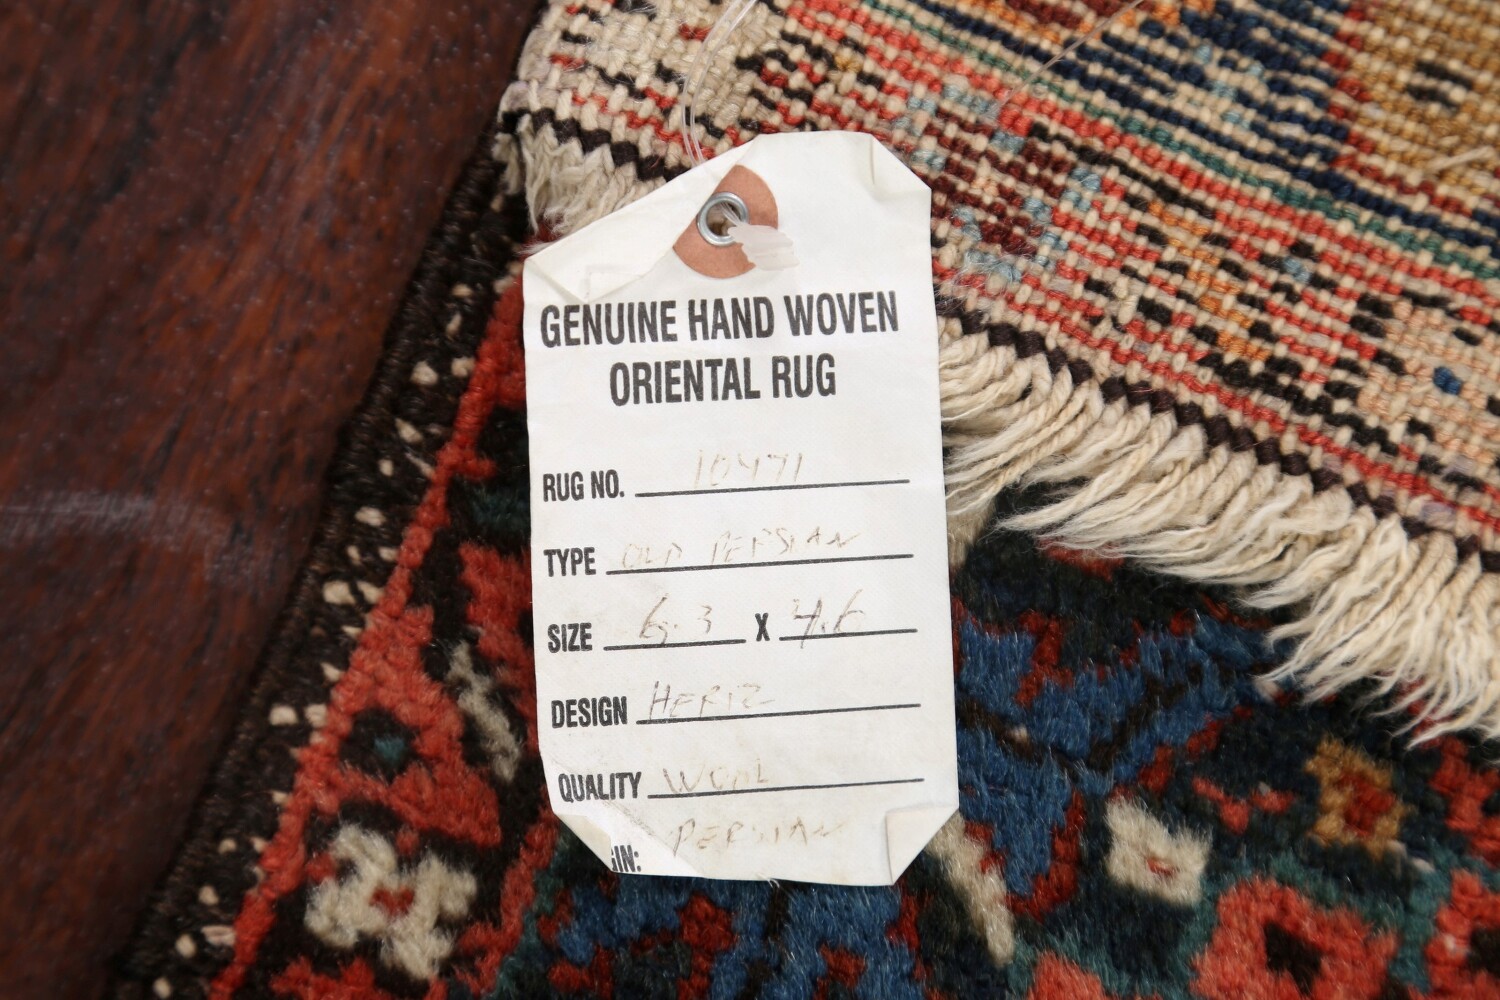 GENUINE HAND WOVEN
ORIENTAL RUG
RUG NO. 10471
TYPE OLD PERSIAN
SIZE 6.3 X 4.6
DESIGN HERIZ
QUALITY WOOL
GIN: PERSIAN